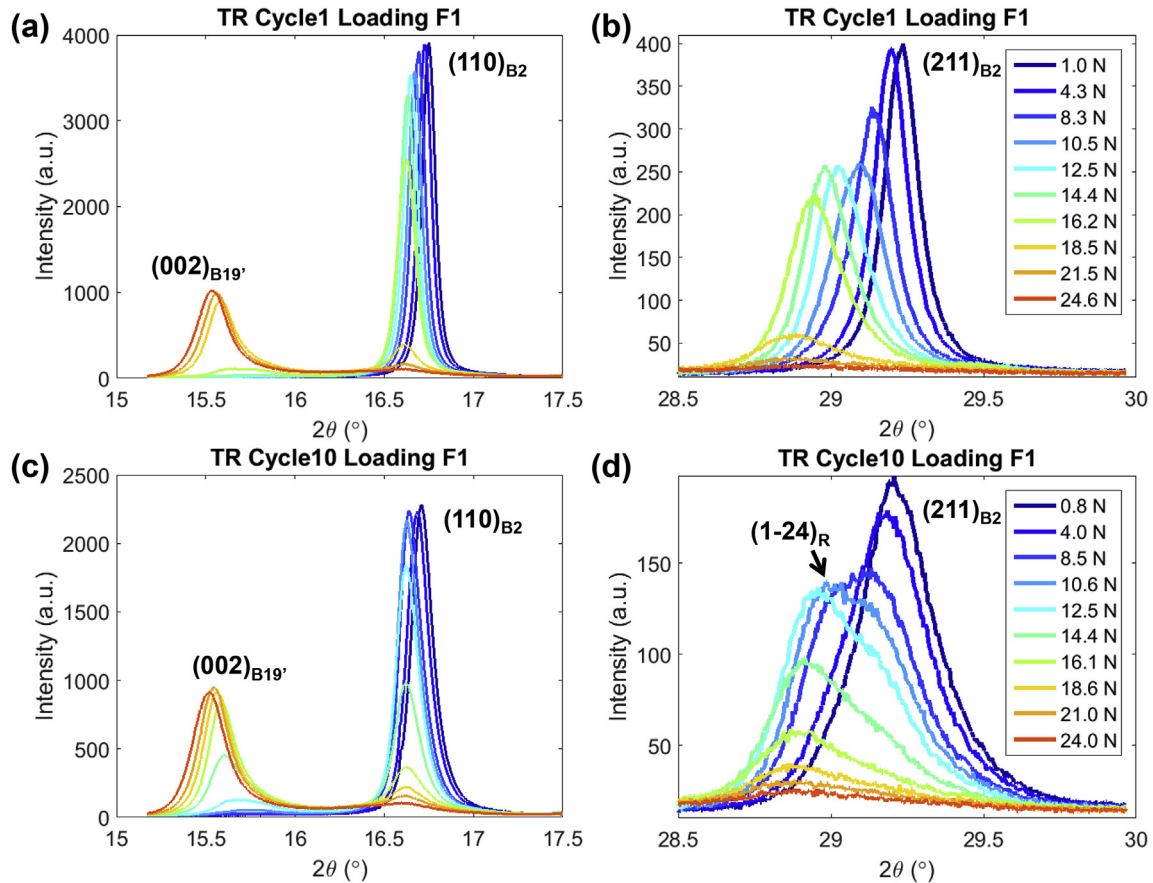 (a) TR Cycle1 Loading F1
Intensity (a.u.)
4000
3000
2000
1000
0
(002)B19'
(110)B2
15 15.5 16 16.5 17 17.5
2θ (°)
(b) TR Cycle1 Loading F1
Intensity (a.u.)
400
350
300
250
200
150
100
50
(211)B2
1.0 N
4.3 N
8.3 N
10.5 N
12.5 N
14.4 N
16.2 N
18.5 N
21.5 N
24.6 N
28.5 29 29.5 30
2θ (°)
(c) TR Cycle10 Loading F1
Intensity (a.u.)
2500
2000
1500
1000
500
0
(002)B19'
(110)B2
15 15.5 16 16.5 17 17.5
2θ (°)
(d) TR Cycle10 Loading F1
Intensity (a.u.)
150
100
50
(1-24)R
(211)B2
0.8 N
4.0 N
8.5 N
10.6 N
12.5 N
14.4 N
16.1 N
18.6 N
21.0 N
24.0 N
28.5 29 29.5 30
2θ (°)